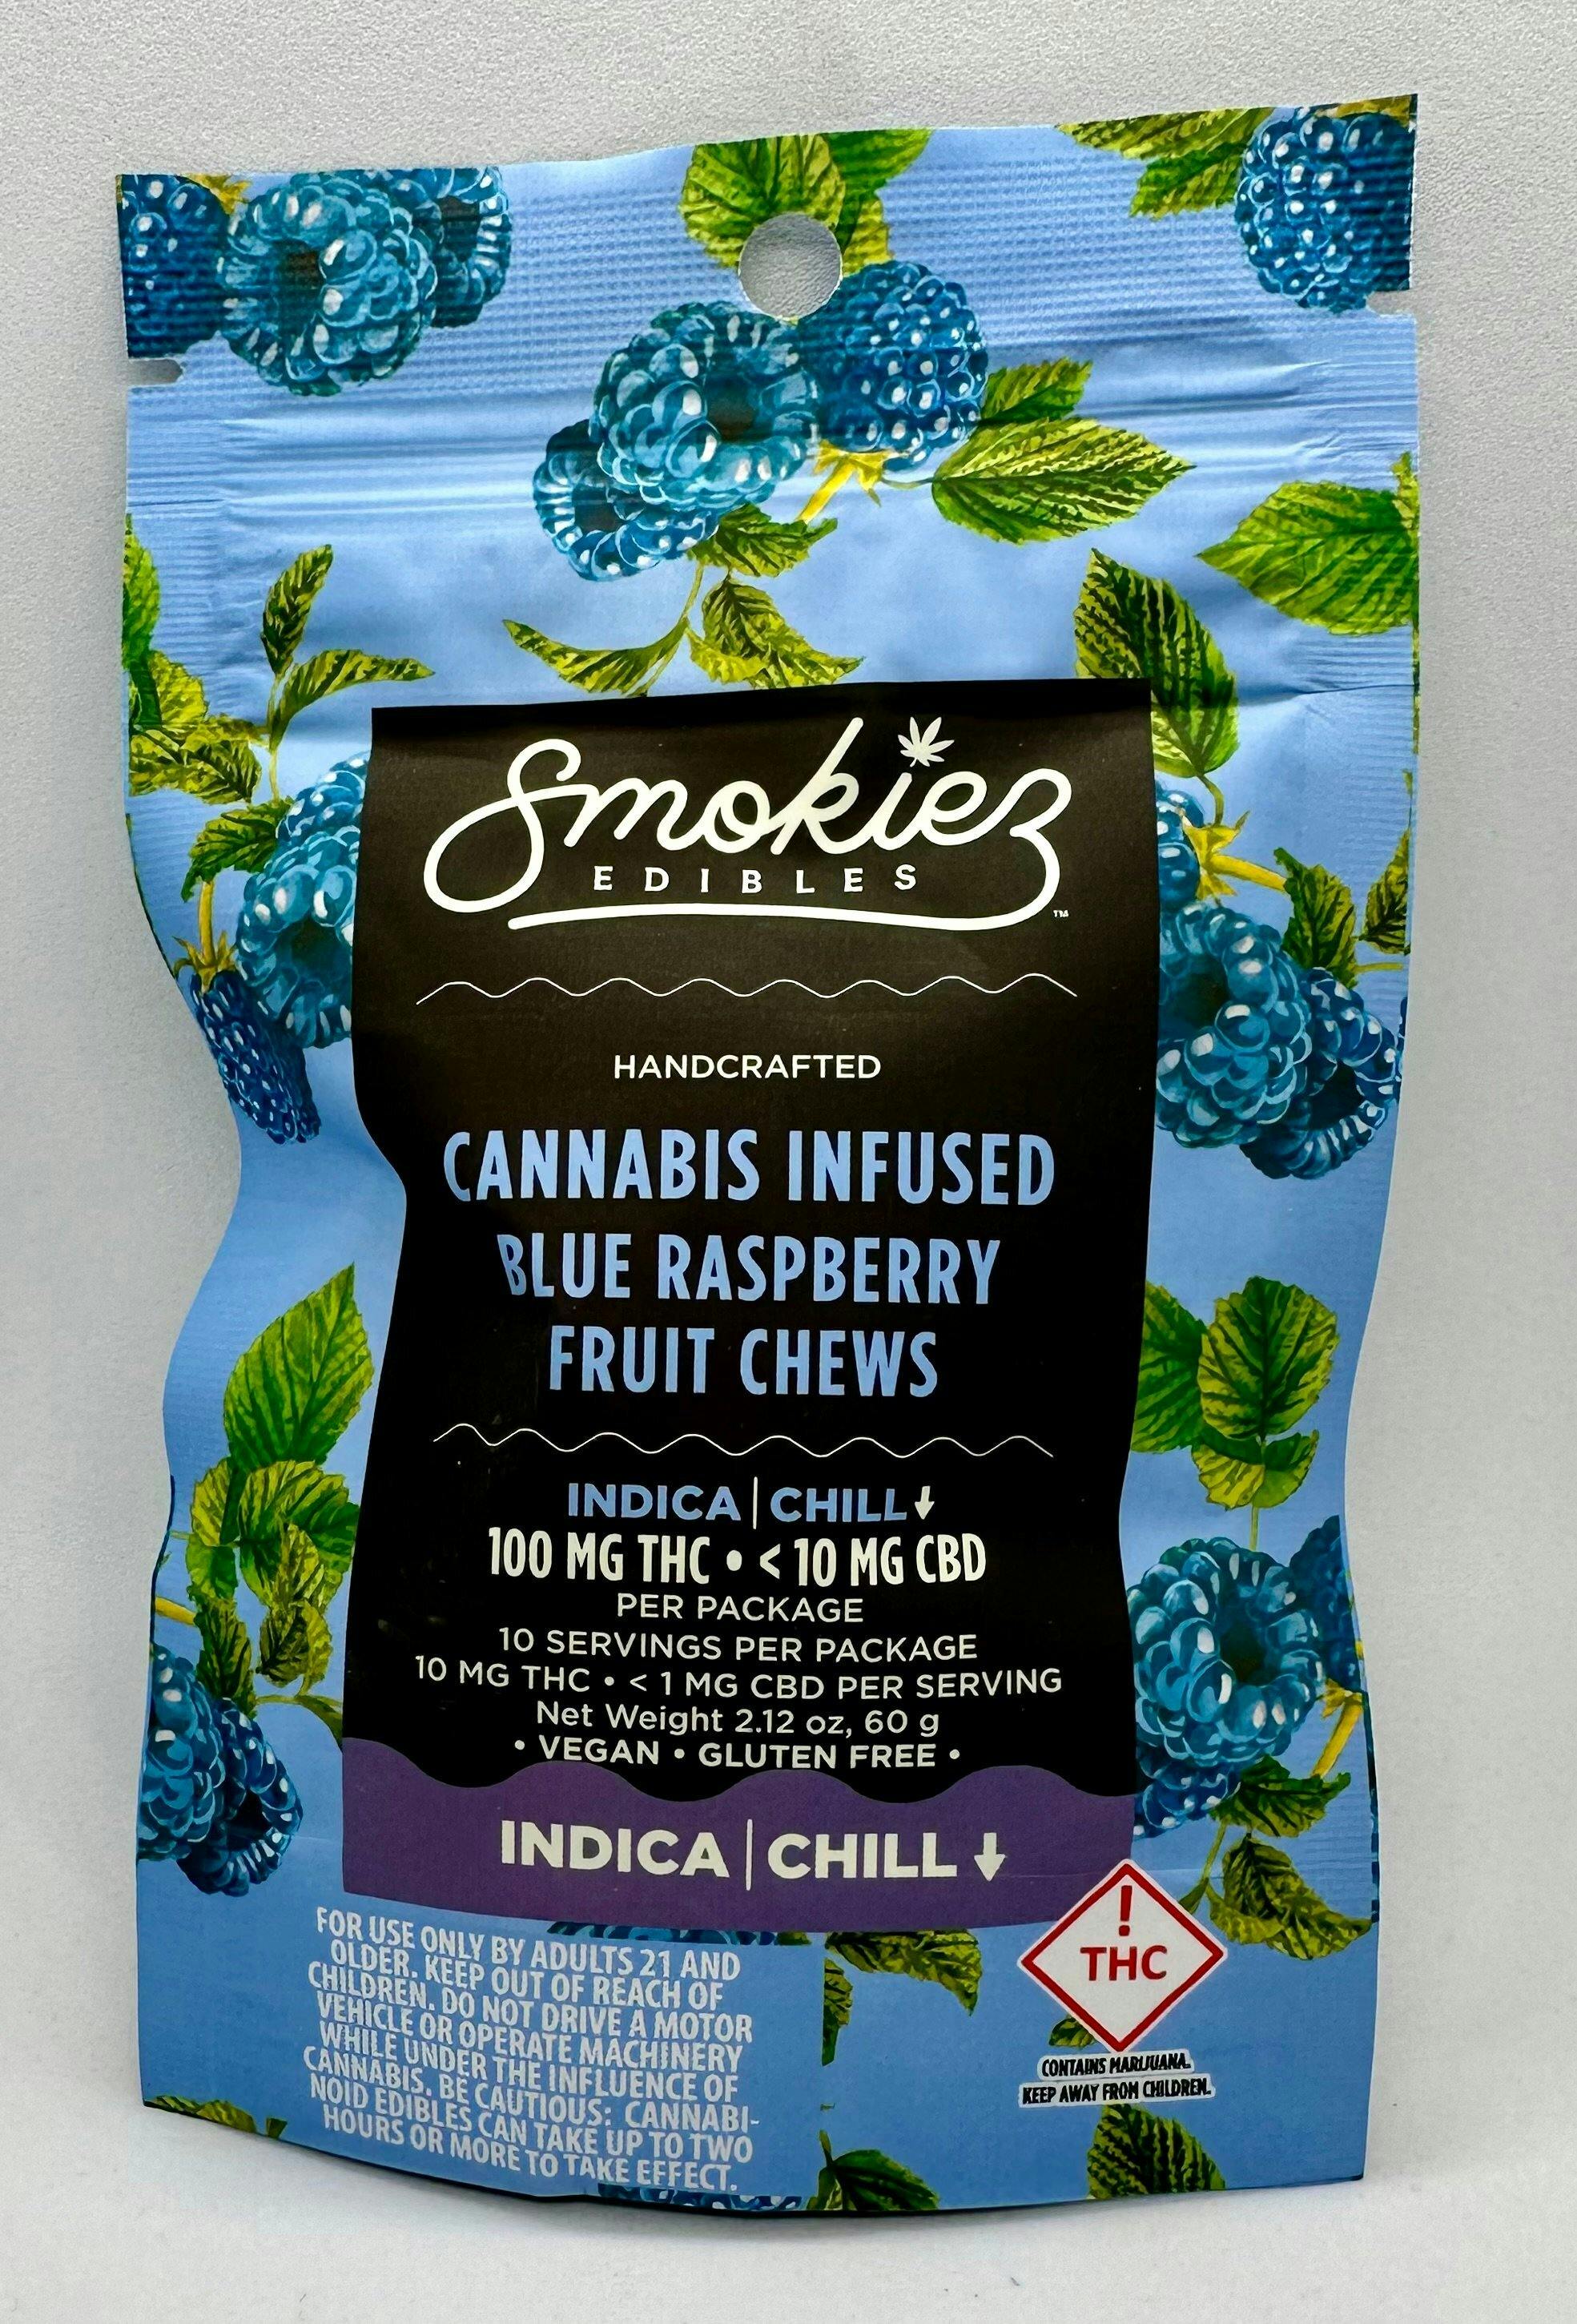 Smokiez
EDIBLES
™
HANDCRAFTED
CANNABIS INFUSED
BLUE RASPBERRY
FRUIT CHEWS
INDICA | CHILL ↓
100 MG THC • < 10 MG CBD
PER PACKAGE
10 SERVINGS PER PACKAGE
10 MG THC • < 1 MG CBD PER SERVING
Net Weight 2.12 oz, 60 g
• VEGAN • GLUTEN FREE •
INDICA | CHILL ↓
FOR USE ONLY BY ADULTS 21 AND
OLDER. KEEP OUT OF REACH OF
CHILDREN. DO NOT DRIVE A MOTOR
VEHICLE OR OPERATE MACHINERY
WHILE UNDER THE INFLUENCE OF
CANNABIS. BE CAUTIOUS: CANNABI-
NOID EDIBLES CAN TAKE UP TO TWO
HOURS OR MORE TO TAKE EFFECT.
!
THC
CONTAINS MARIJUANA.
KEEP AWAY FROM CHILDREN.